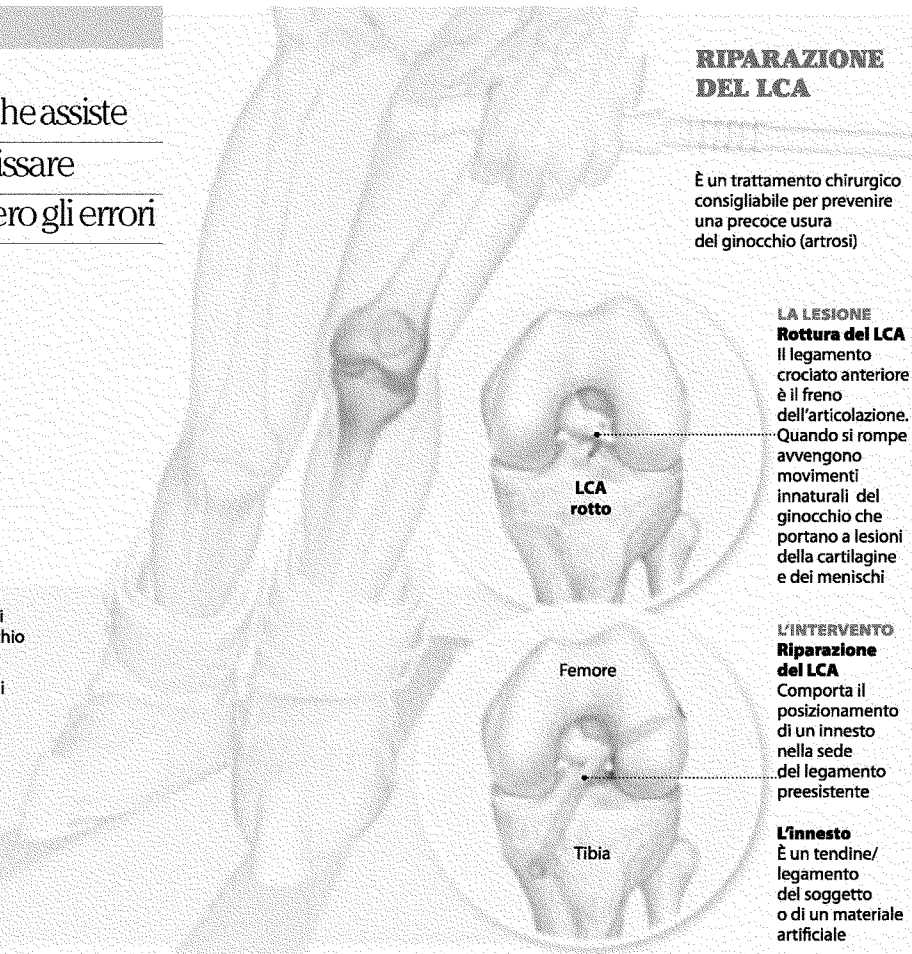 he assiste
issare
ero gli errori
i
hio
i
RIPARAZIONE
DEL LCA
È un trattamento chirurgico
consigliabile per prevenire
una precoce usura
del ginocchio (artrosi)
LA LESIONE
Rottura del LCA
Il legamento
crociato anteriore
è il freno
dell'articolazione.
Quando si rompe
avvengono
movimenti
innaturali del
ginocchio che
portano a lesioni
della cartilagine
e dei menischi
LCA
rotto
L'INTERVENTO
Riparazione
del LCA
Comporta il
posizionamento
di un innesto
nella sede
del legamento
preesistente
Femore
Tibia
L'innesto
È un tendine/
legamento
del soggetto
o di un materiale
artificiale